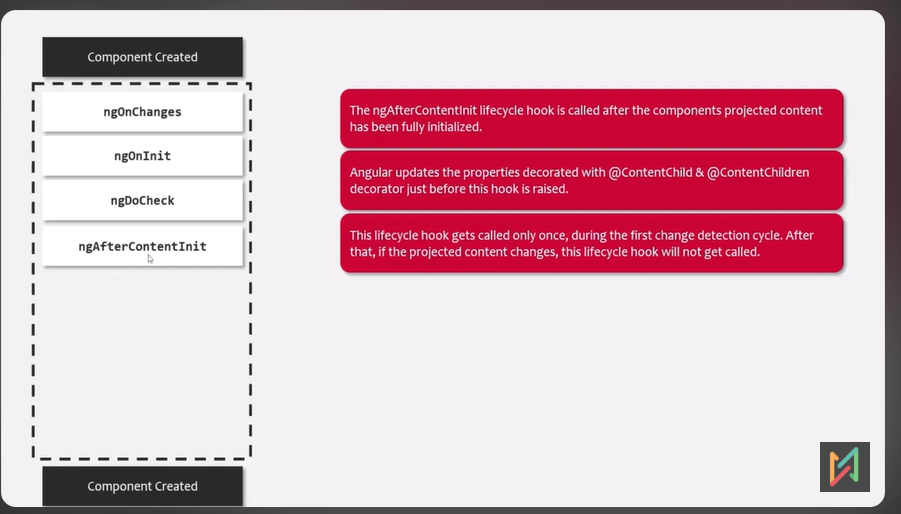 Component Created
ngOnChanges
ngOnInit
ngDoCheck
ngAfterContentInit
Component Created
The ngAfterContentInit lifecycle hook is called after the components projected content
has been fully initialized.
Angular updates the properties decorated with @ContentChild & @ContentChildren
decorator just before this hook is raised.
This lifecycle hook gets called only once, during the first change detection cycle. After
that, if the projected content changes, this lifecycle hook will not get called.